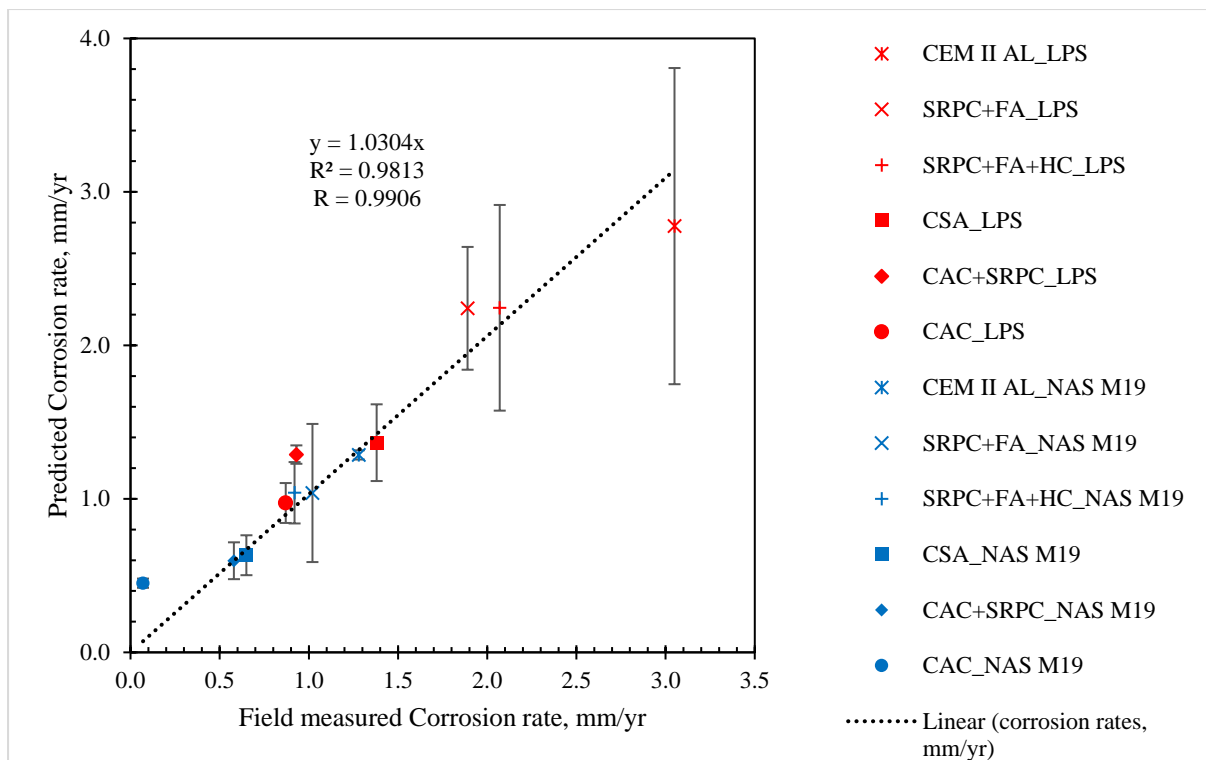 4.0
3.0
2.0
1.0
0.0
Predicted Corrosion rate, mm/yr
y = 1.0304x
R² = 0.9813
R = 0.9906
0.0 0.5 1.0 1.5 2.0 2.5 3.0 3.5
Field measured Corrosion rate, mm/yr
CEM II AL_LPS
SRPC+FA_LPS
SRPC+FA+HC_LPS
CSA_LPS
CAC+SRPC_LPS
CAC_LPS
CEM II AL_NAS M19
SRPC+FA_NAS M19
SRPC+FA+HC_NAS M19
CSA_NAS M19
CAC+SRPC_NAS M19
CAC_NAS M19
Linear (corrosion rates,
mm/yr)